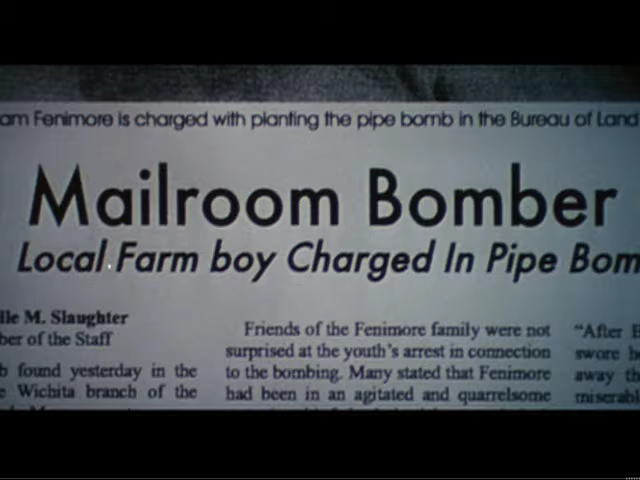 am Fenimore is charged with planting the pipe bomb in the Bureau of Land
Mailroom Bomber
Local Farm boy Charged In Pipe Bom
lle M. Slaughter
ber of the Staff
b found yesterday in the
e Wichita branch of the
Friends of the Fenimore family were not
surprised at the youth's arrest in connection
to the bombing. Many stated that Fenimore
had been in an agitated and quarrelsome
"After E
swore h
away th
miserabl